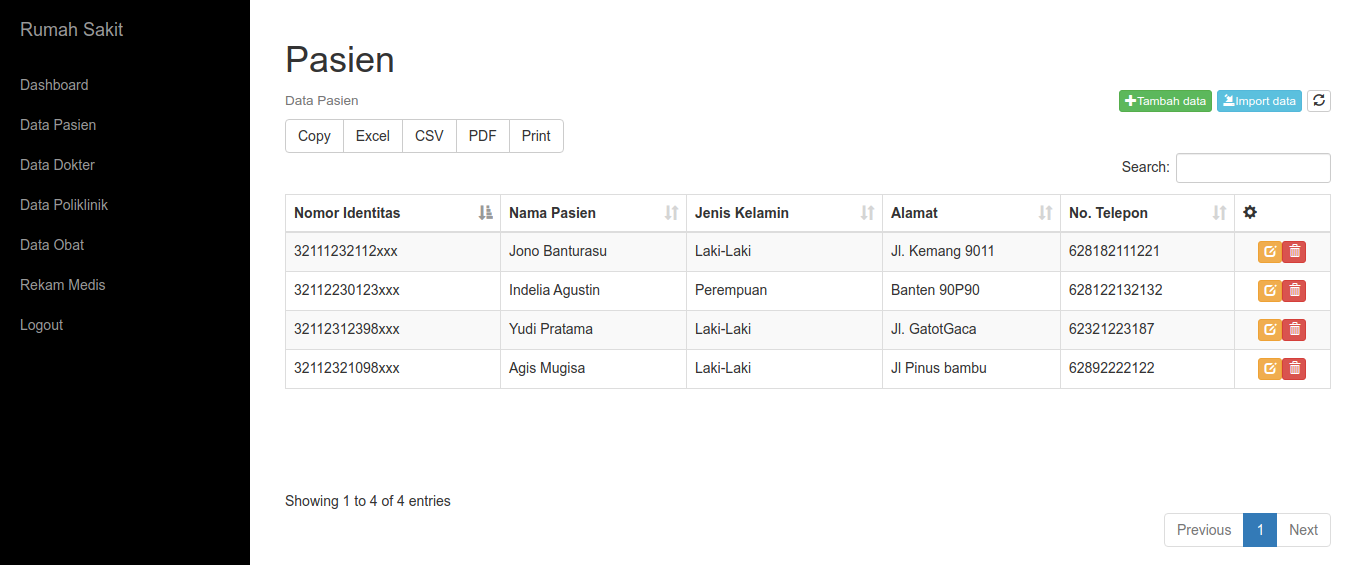 Rumah Sakit
Dashboard
Data Pasien
Data Dokter
Data Poliklinik
Data Obat
Rekam Medis
Logout
Pasien
Data Pasien
Tambah data Import data
Copy Excel CSV PDF Print
Search:
Nomor Identitas Nama Pasien Jenis Kelamin Alamat No. Telepon
32111232112xxx Jono Banturasu Laki-Laki Jl. Kemang 9011 628182111221
32112230123xxx Indelia Agustin Perempuan Banten 90P90 628122132132
32112312398xxx Yudi Pratama Laki-Laki Jl. GatotGaca 62321223187
32112321098xxx Agis Mugisa Laki-Laki Jl Pinus bambu 62892222122
Showing 1 to 4 of 4 entries
Previous 1 Next